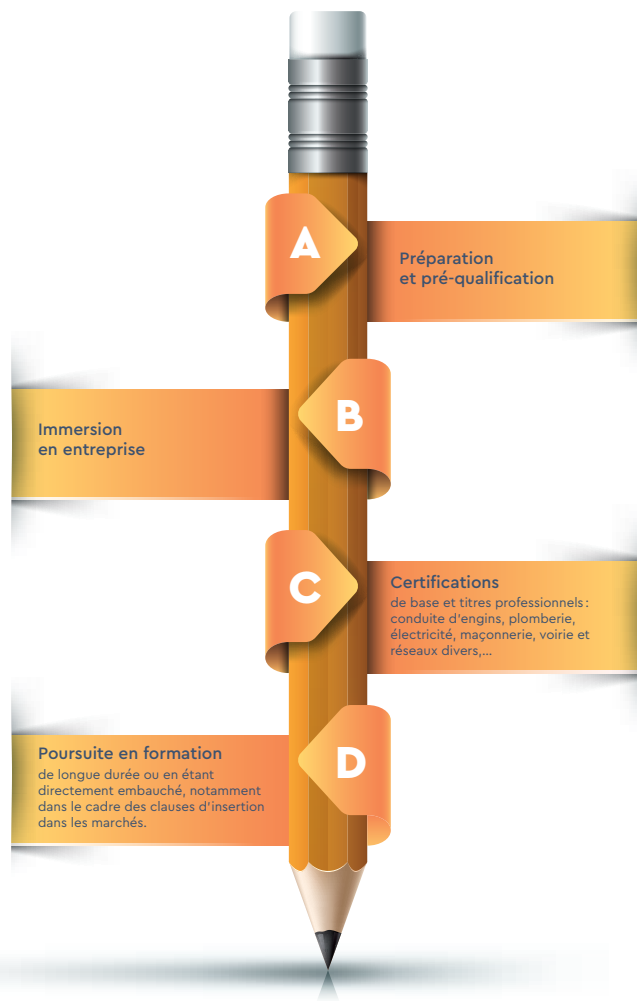 A
Préparation
et pré-qualification
B
Immersion
en entreprise
C
Certifications
de base et titres professionnels :
conduite d'engins, plomberie,
électricité, maçonnerie, voirie et
réseaux divers,...
D
Poursuite en formation
de longue durée ou en étant
directement embauché, notamment
dans le cadre des clauses d'insertion
dans les marchés.